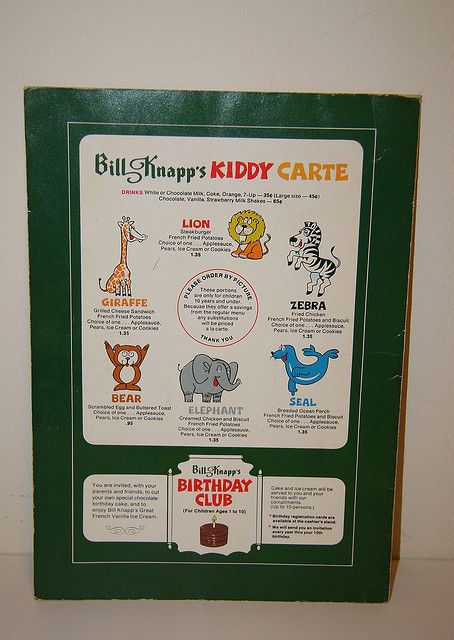 Bill Knapp's KIDDY CARTE
DRINKS White or Chocolate Milk, Coke, Orange, 7-Up — 35¢ (Large size — 45¢)
Chocolate, Vanilla, Strawberry Milk Shakes — 65¢
LION
Steakburger
French Fried Potatoes
Choice of one . . . Applesauce,
Pears, Ice Cream or Cookies
1.35
GIRAFFE
Grilled Cheese Sandwich
French Fried Potatoes
Choice of one . . . Applesauce,
Pears, Ice Cream or Cookies
1.35
PLEASE ORDER BY PICTURE
These portions
are only for children
10 years and under.
Because they offer a savings
from the regular menu
any substitutions
will be priced
a la carte.
THANK YOU
ZEBRA
Fried Chicken
French Fried Potatoes and Biscuit
Choice of one . . . Applesauce,
Pears, Ice Cream or Cookies
1.35
BEAR
Scrambled Egg and Buttered Toast
Choice of one . . . Applesauce,
Pears, Ice Cream or Cookies
.95
ELEPHANT
Creamed Chicken and Biscuit
French Fried Potatoes
Choice of one . . . Applesauce,
Pears, Ice Cream or Cookies
1.35
SEAL
Breaded Ocean Perch
French Fried Potatoes and Biscuit
Choice of one . . . Applesauce,
Pears, Ice Cream or Cookies
1.35
You are invited, with your
parents and friends, to cut
your own special chocolate
birthday cake, and to
enjoy Bill Knapp's Great
French Vanilla Ice Cream.
Bill Knapp's
BIRTHDAY
CLUB
(For Children Ages 1 to 10)
Cake and ice cream will be
served to you and your
friends with our
compliments.
(Up to 10 persons.)
* Birthday registration cards are
available at the cashier's stand.
* We will send you an invitation
every year thru your 10th
birthday.